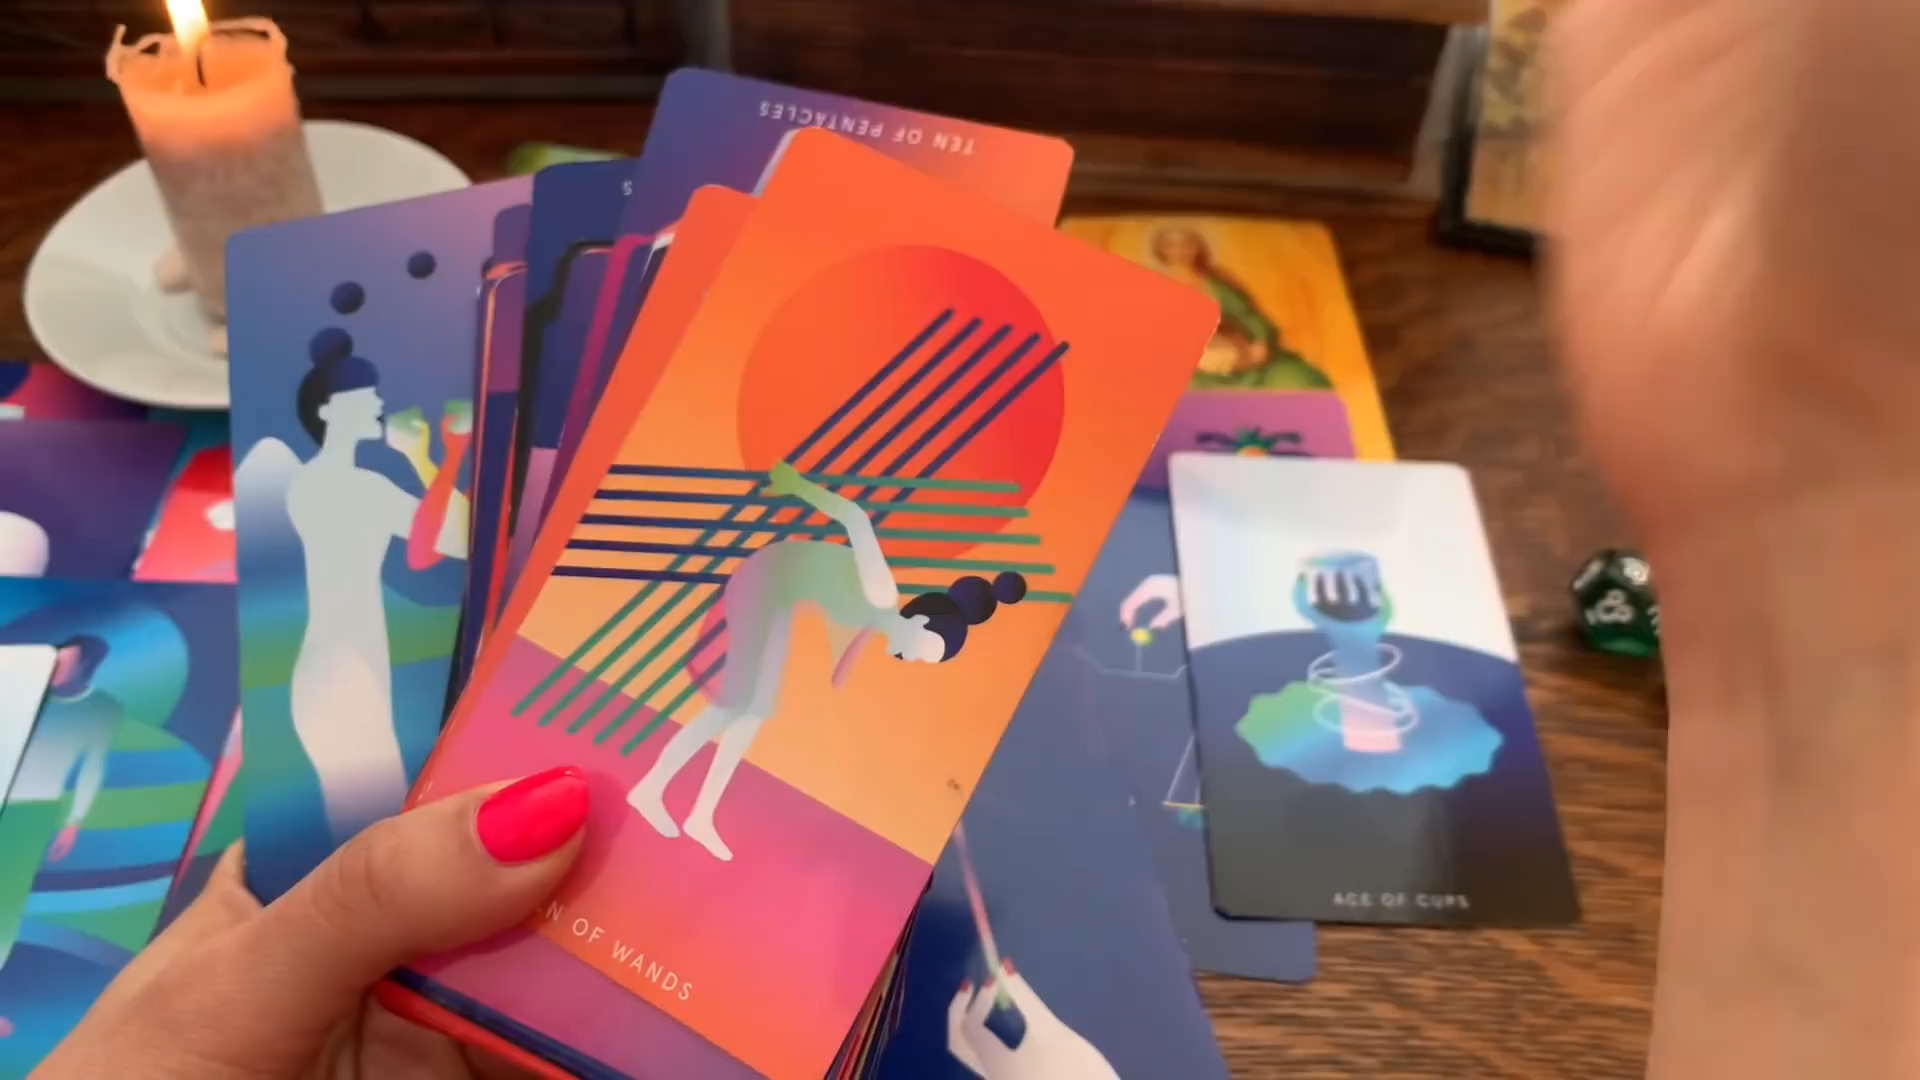 TEN OF PENTACLES
N OF WANDS
ACE OF CUPS